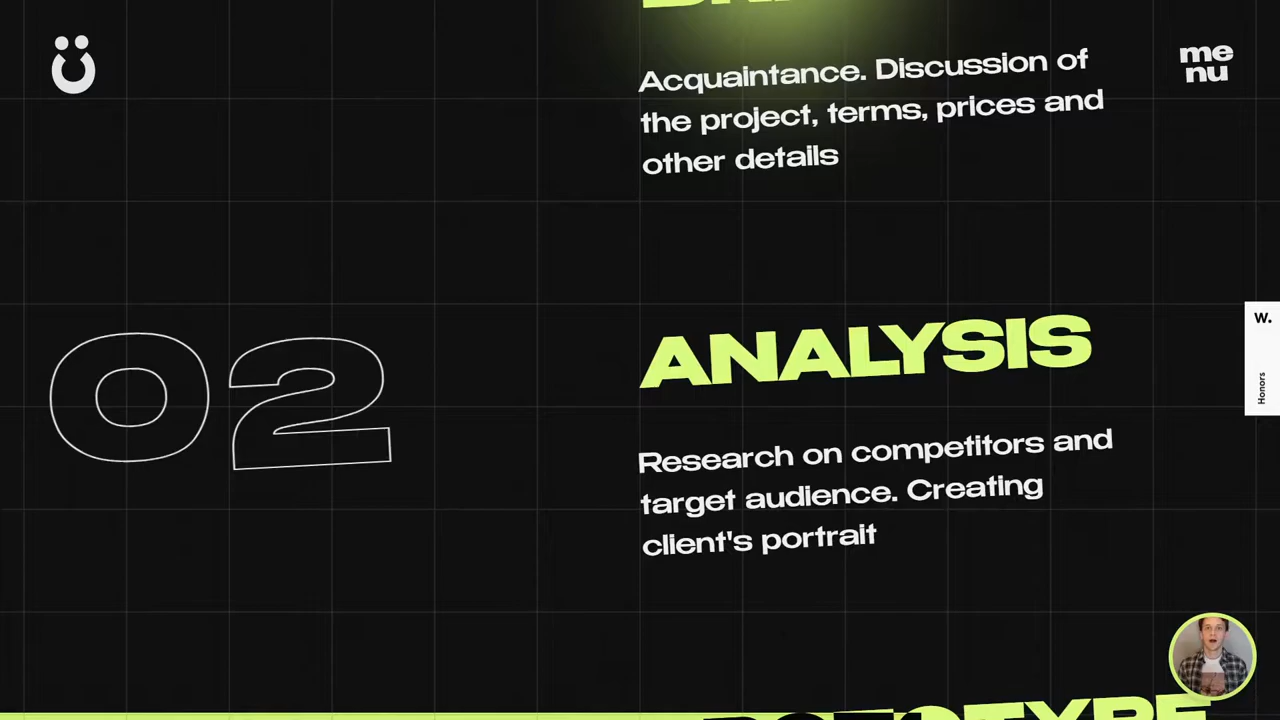 Acquaintance. Discussion of
the project, terms, prices and
other details
me
nu
02
ANALYSIS
Research on competitors and
target audience. Creating
client's portrait
W.
Honors